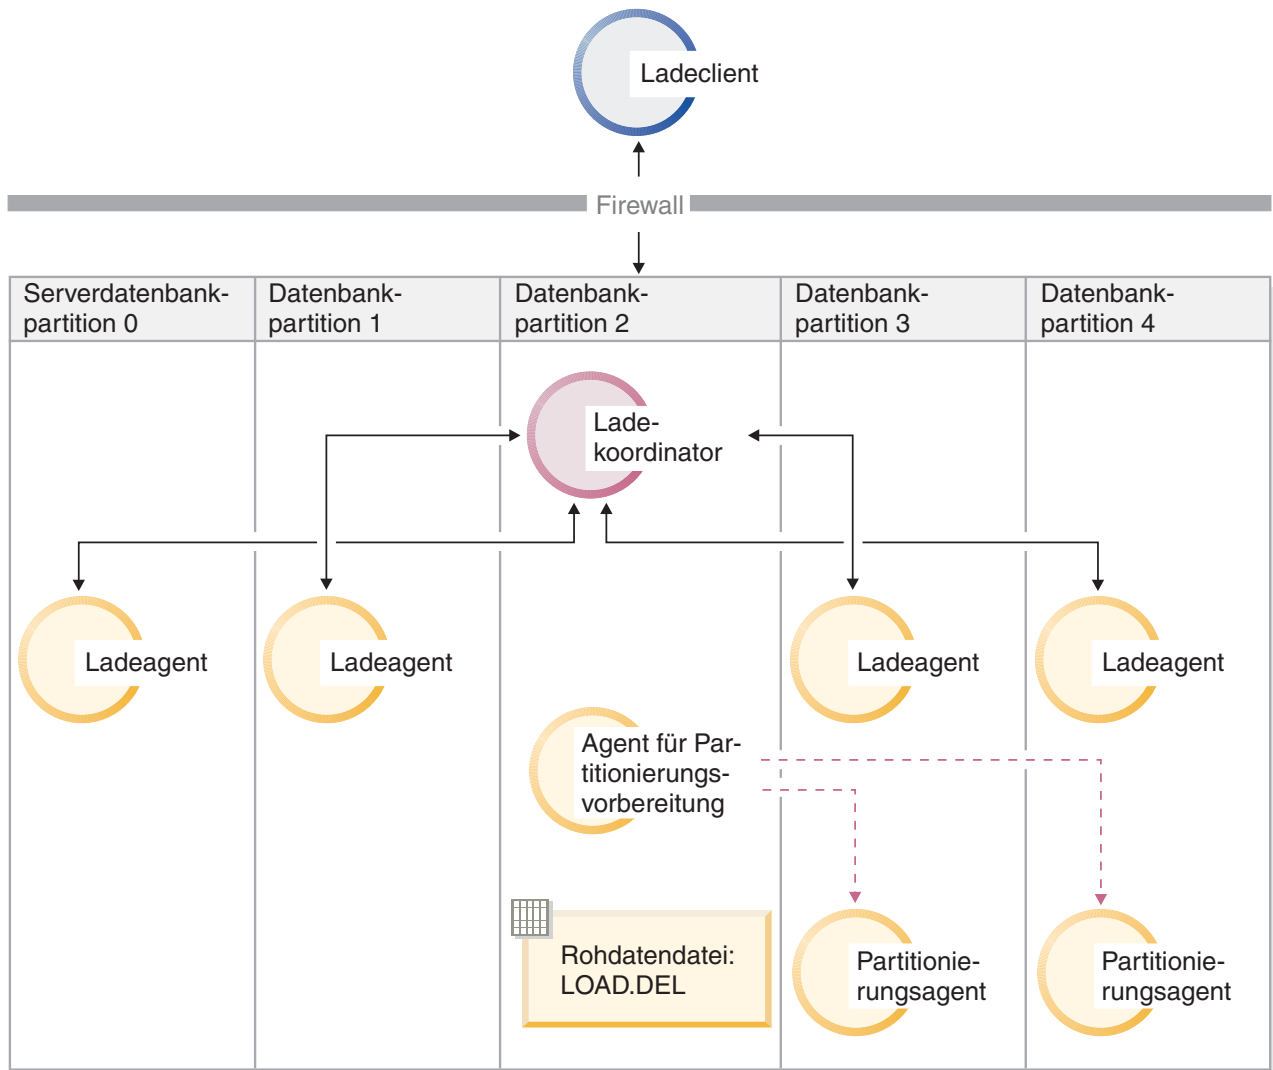 Ladeclient
Firewall
Serverdatenbank-
partition 0
Datenbank-
partition 1
Datenbank-
partition 2
Datenbank-
partition 3
Datenbank-
partition 4
Lade-
koordinator
Ladeagent
Ladeagent
Ladeagent
Ladeagent
Agent für Par-
titionierungs-
vorbereitung
Rohdatendatei:
LOAD.DEL
Partitionie-
rungsagent
Partitionie-
rungsagent